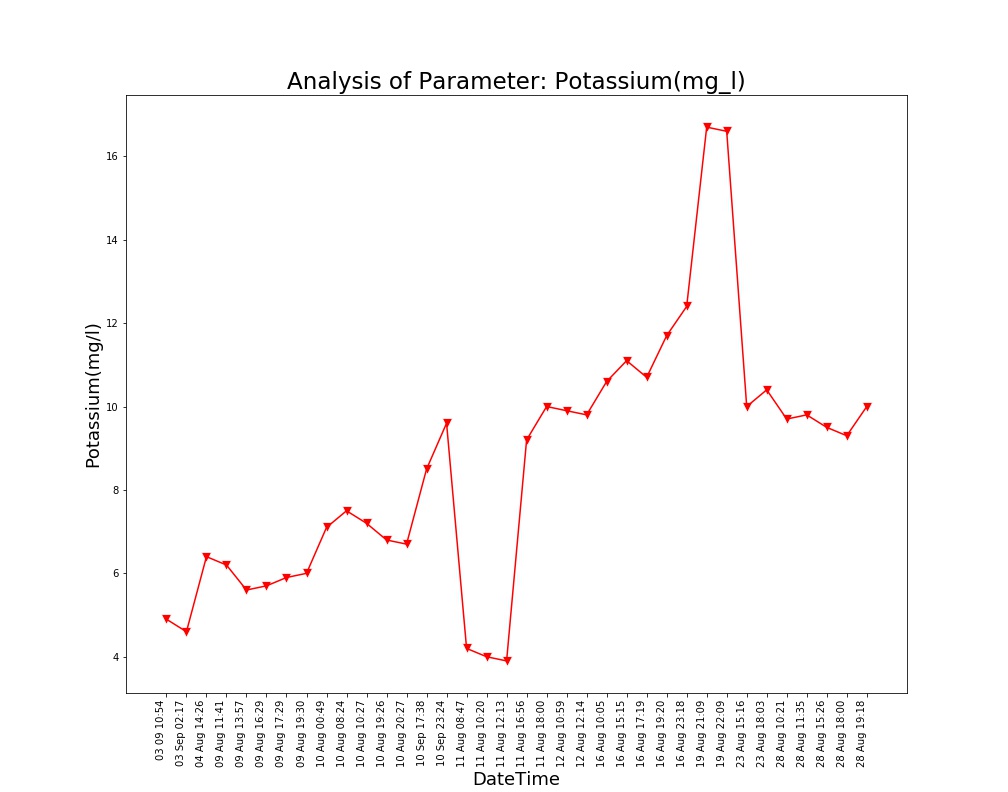 Analysis of Parameter: Potassium(mg_l)
Potassium(mg/l)
16
14
12
10
8
6
4
03 09 10:54
03 Sep 02:17
04 Aug 14:26
09 Aug 11:41
09 Aug 13:57
09 Aug 16:29
09 Aug 17:29
09 Aug 19:30
10 Aug 00:49
10 Aug 08:24
10 Aug 10:27
10 Aug 19:26
10 Aug 20:27
10 Sep 17:38
10 Sep 23:24
11 Aug 08:47
11 Aug 10:20
11 Aug 12:13
11 Aug 16:56
11 Aug 18:00
12 Aug 10:59
12 Aug 12:14
16 Aug 10:05
16 Aug 15:15
16 Aug 17:19
16 Aug 19:20
16 Aug 23:18
19 Aug 21:09
19 Aug 22:09
23 Aug 15:16
23 Aug 18:03
28 Aug 10:21
28 Aug 11:35
28 Aug 15:26
28 Aug 18:00
28 Aug 19:18
DateTime